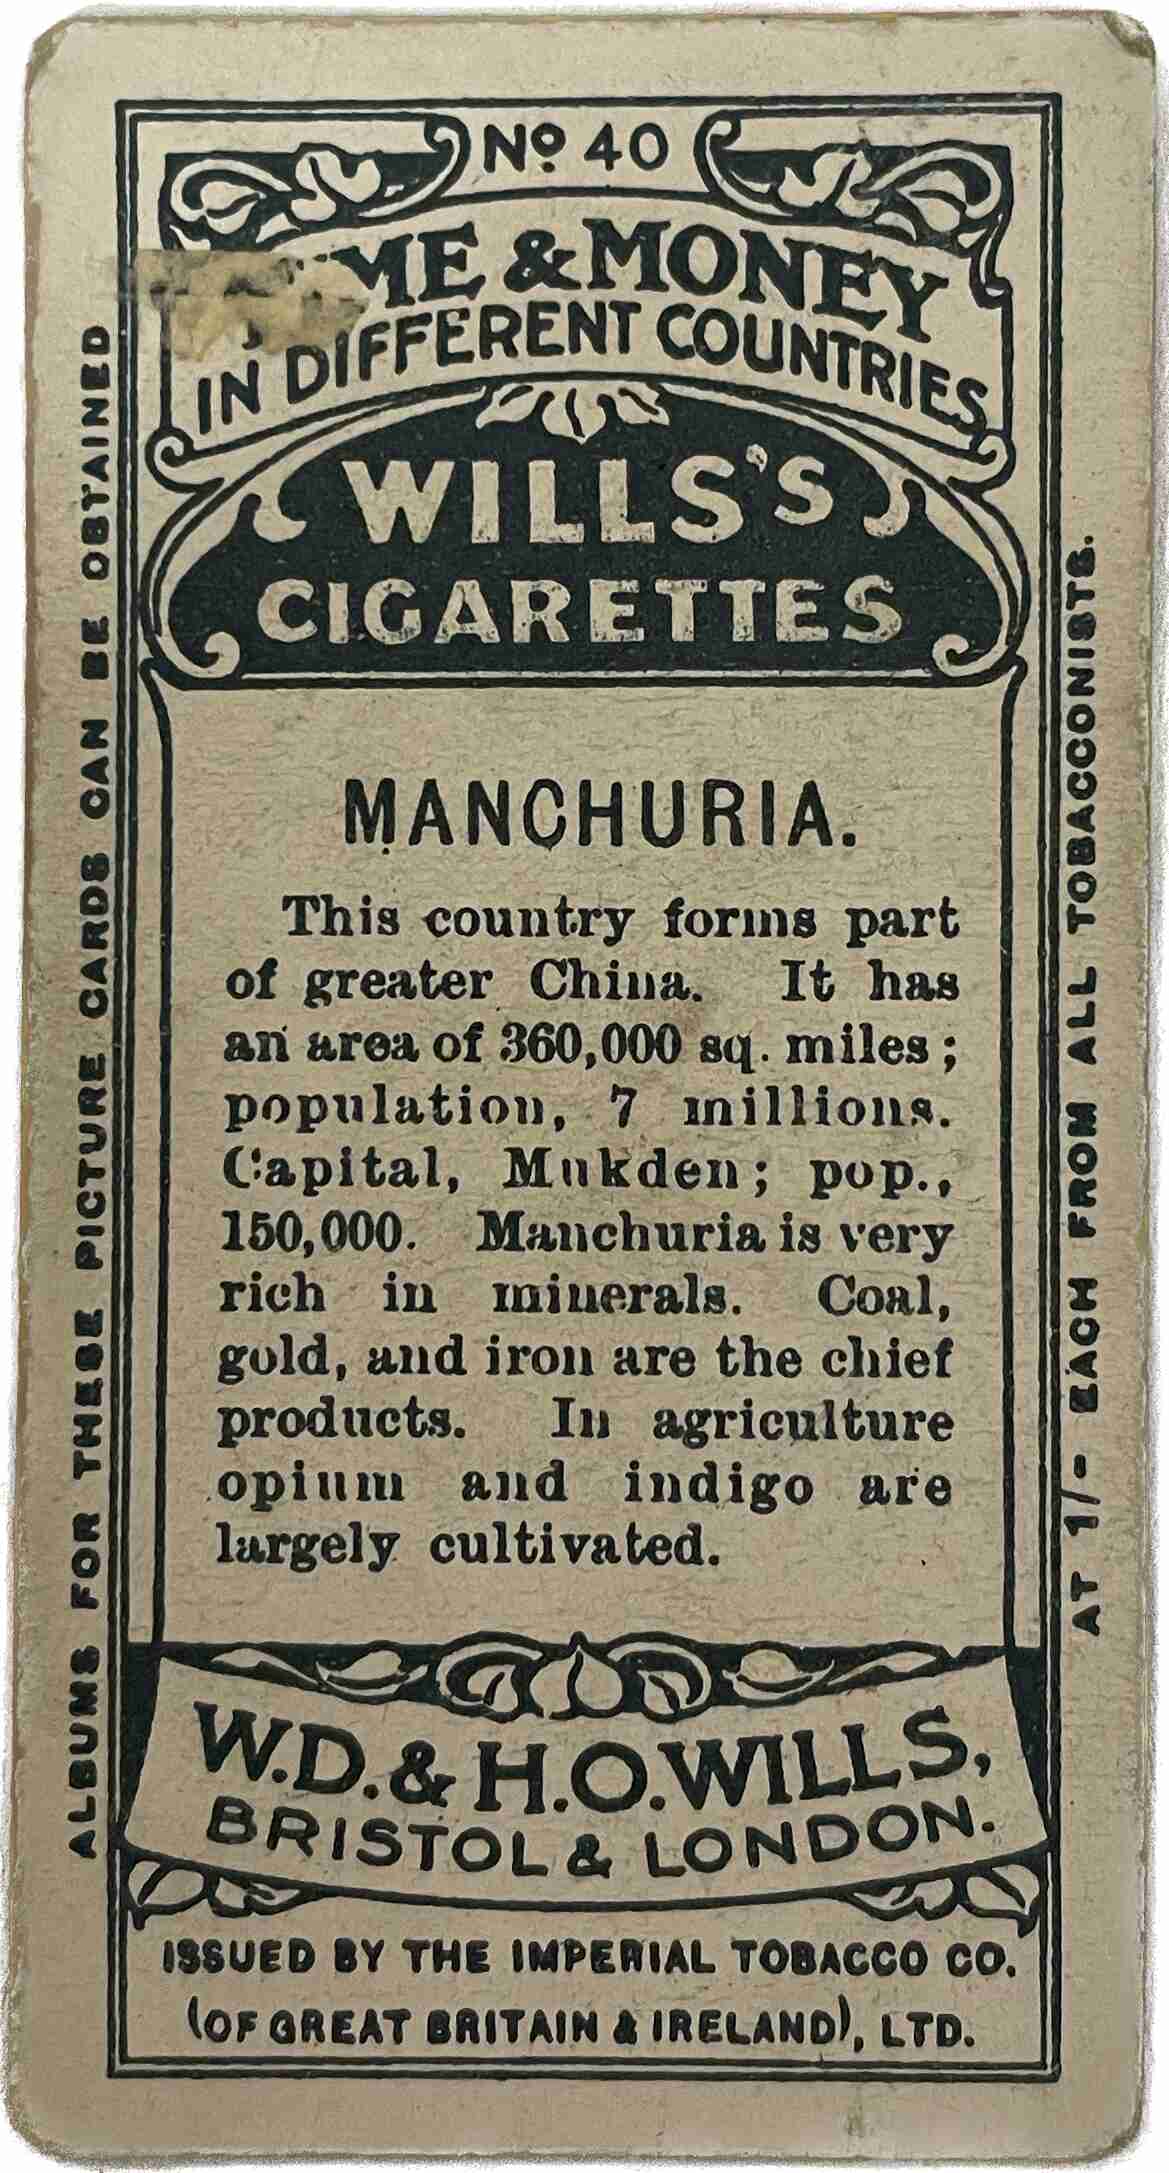 Nº 40
& MONEY
IN DIFFERENT COUNTRIES
WILLS'S
CIGARETTES
MANCHURIA.
This country forms part
of greater China. It has
an area of 360,000 sq. miles;
population, 7 millions.
Capital, Mukden; pop.,
150,000. Manchuria is very
rich in minerals. Coal,
gold, and iron are the chief
products. In agriculture
opium and indigo are
largely cultivated.
W.D. & H.O. WILLS,
BRISTOL & LONDON.
ISSUED BY THE IMPERIAL TOBACCO CO.
(OF GREAT BRITAIN & IRELAND), LTD.
ALBUMS FOR THESE PICTURE CARDS CAN BE OBTAINED
AT 1/- EACH FROM ALL TOBACCONISTS.